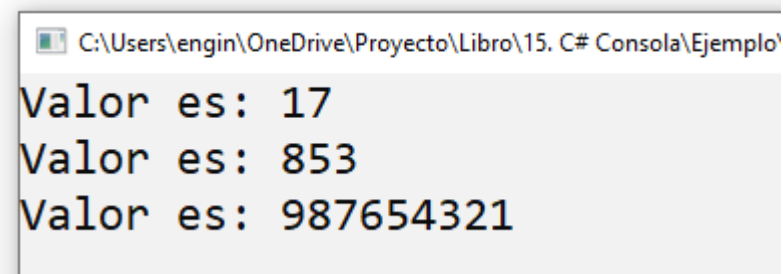 C:\Users\engin\OneDrive\Proyecto\Libro\15. C# Consola\Ejemplo\
Valor es: 17
Valor es: 853
Valor es: 987654321